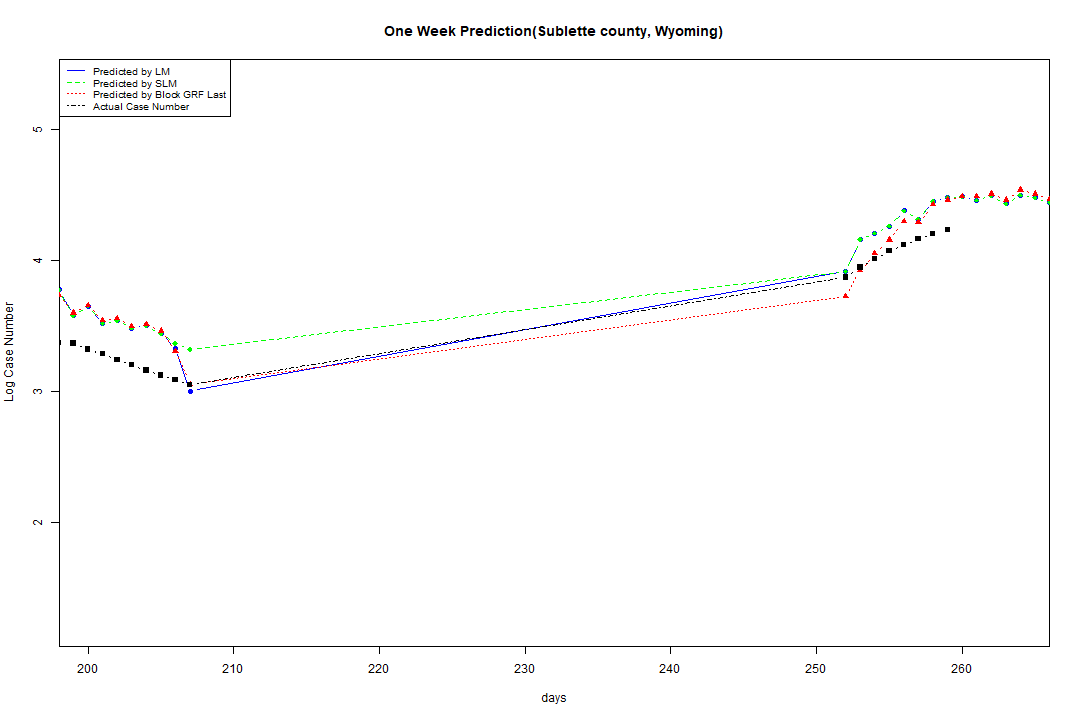 One Week Prediction(Sublette county, Wyoming)
Predicted by LM
Predicted by SLM
Predicted by Block GRF Last
Actual Case Number
5
4
3
2
Log Case Number
200 210 220 230 240 250 260
days